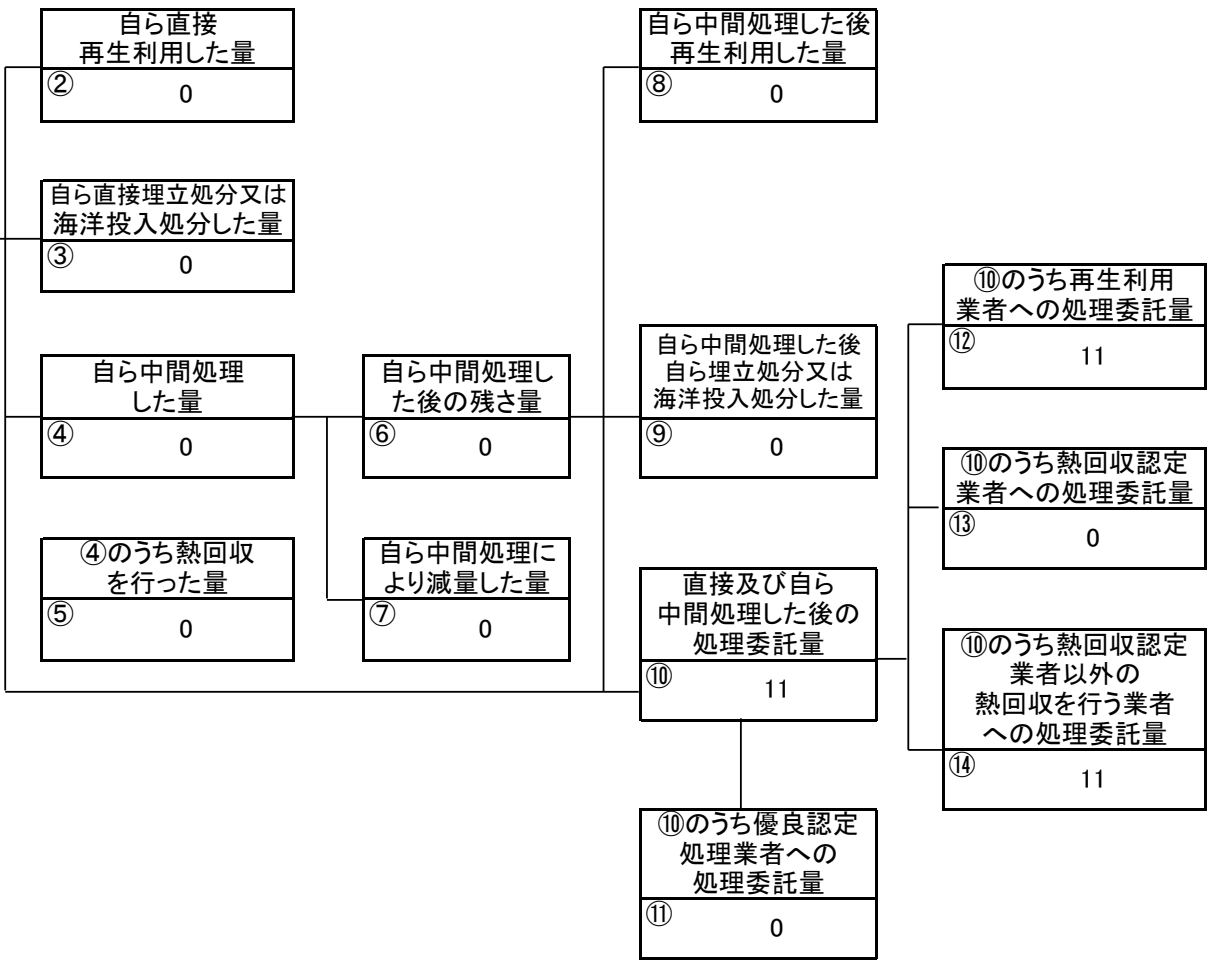 自ら直接
再生利用した量
②
0
自ら直接埋立処分又は
海洋投入処分した量
③
0
自ら中間処理
した量
④
0
④のうち熱回収
を行った量
⑤
0
自ら中間処理し
た後の残さ量
⑥
0
自ら中間処理に
より減量した量
⑦
0
自ら中間処理した後
再生利用した量
⑧
0
自ら中間処理した後
自ら埋立処分又は
海洋投入処分した量
⑨
0
直接及び自ら
中間処理した後の
処理委託量
⑩
11
⑩のうち優良認定
処理業者への
処理委託量
⑪
0
⑩のうち再生利用
業者への処理委託量
⑫
11
⑩のうち熱回収認定
業者への処理委託量
⑬
0
⑩のうち熱回収認定
業者以外の
熱回収を行う業者
への処理委託量
⑭
11